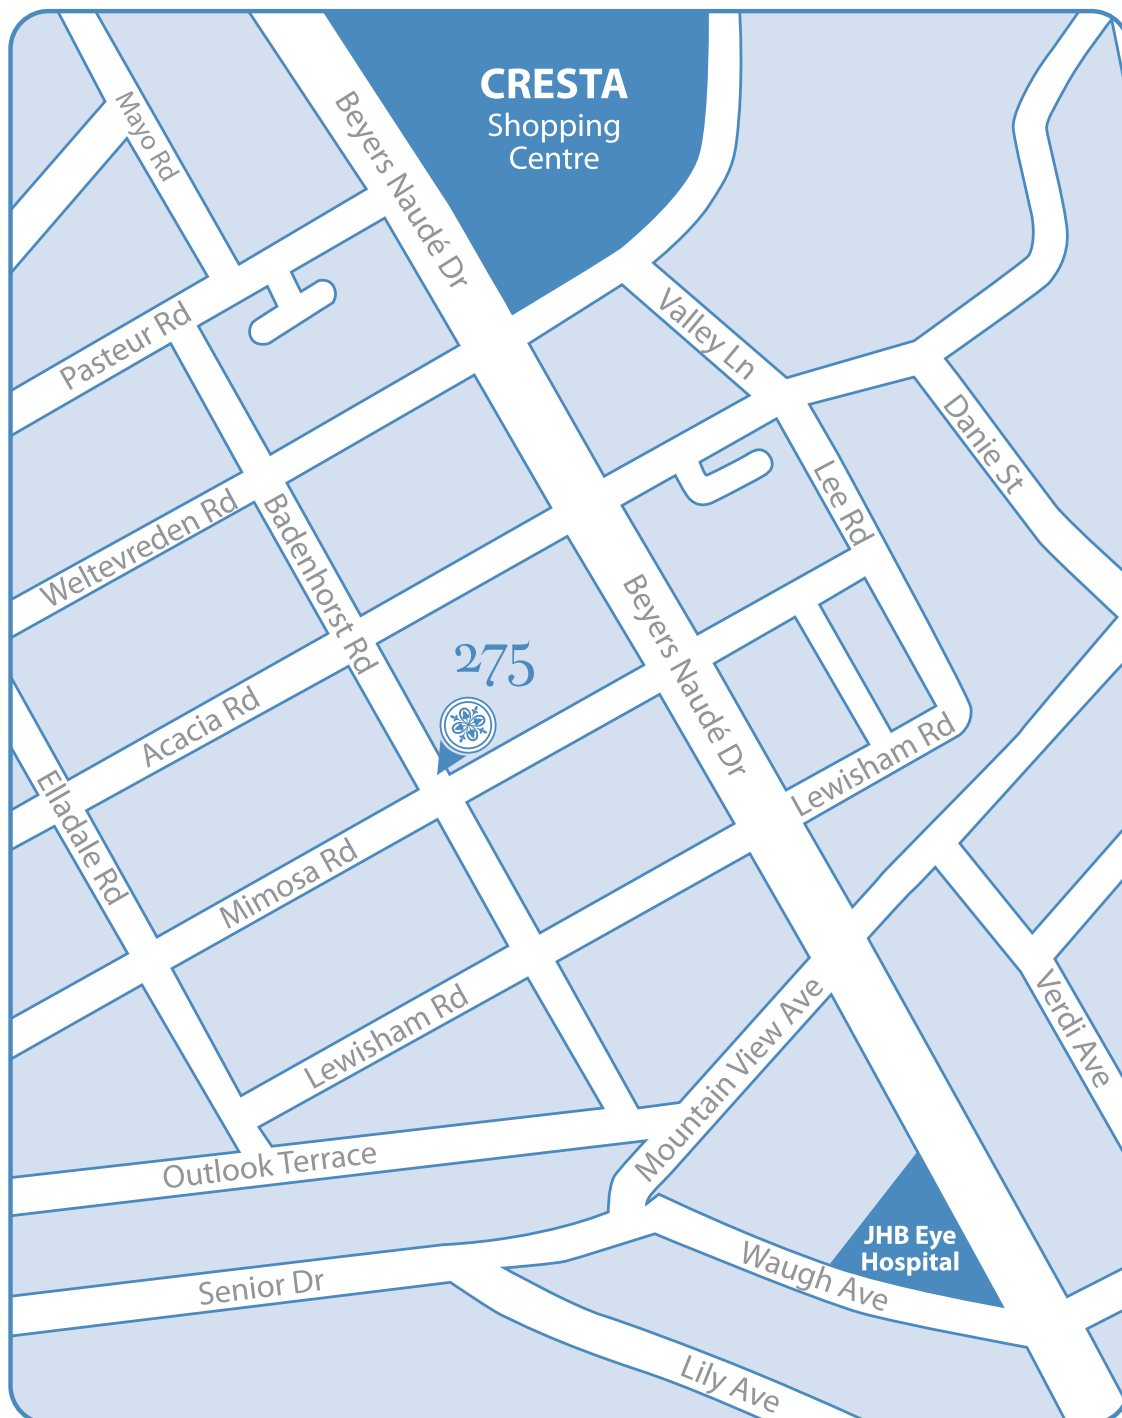 CRESTA
Shopping
Centre
Mayo Rd
Beyers Naudé Dr
Pasteur Rd
Valley Ln
Danie St
Lee Rd
Weltevreden Rd
Badenhorst Rd
Beyers Naudé Dr
275
Acacia Rd
Lewisham Rd
Elladale Rd
Mimosa Rd
Lewisham Rd
Mountain View Ave
Verdi Ave
Outlook Terrace
JHB Eye
Hospital
Waugh Ave
Senior Dr
Lily Ave